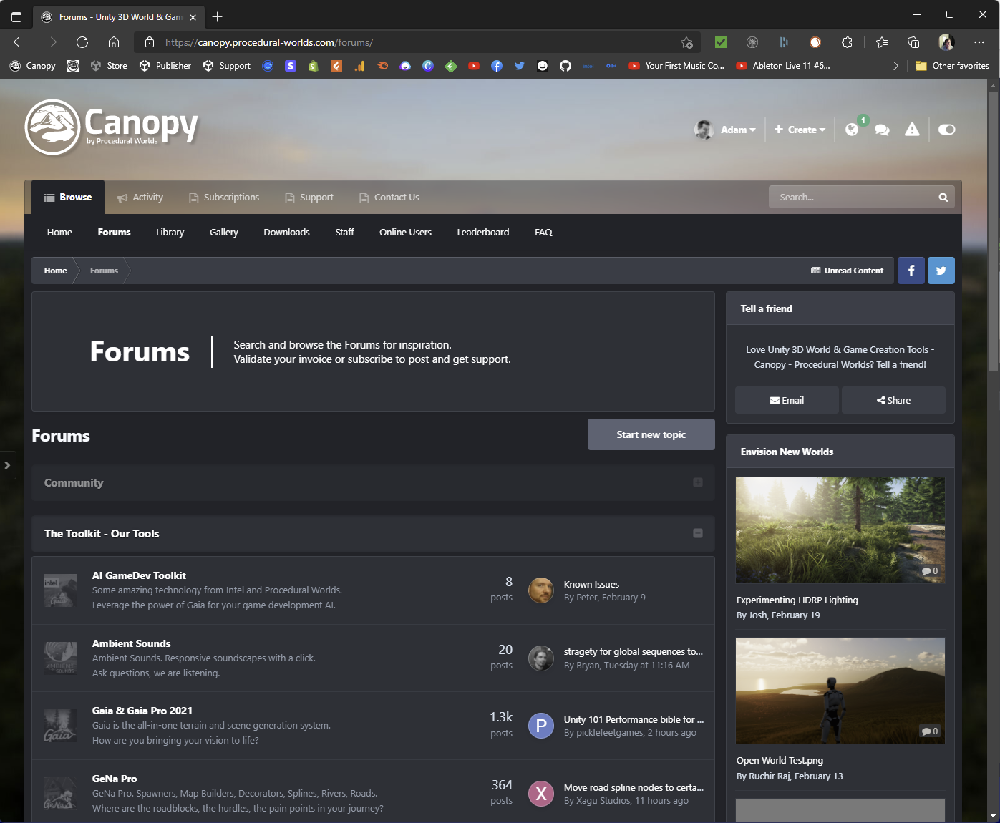 Forums - Unity 3D World & Gam
https://canopy.procedural-worlds.com/forums/
Canopy
Store
Publisher
Support
intel
Your First Music Co...
Ableton Live 11 #6...
Other favorites
Canopy
by Procedural Worlds
Adam
Create
1
Browse
Activity
Subscriptions
Support
Contact Us
Search...
Home
Forums
Library
Gallery
Downloads
Staff
Online Users
Leaderboard
FAQ
Home
Forums
Unread Content
Forums
Search and browse the Forums for inspiration.
Validate your invoice or subscribe to post and get support.
Tell a friend
Love Unity 3D World & Game Creation Tools -
Canopy - Procedural Worlds? Tell a friend!
Email
Share
Forums
Start new topic
Envision New Worlds
0
Experimenting HDRP Lighting
By Josh, February 19
0
Open World Test.png
By Ruchir Raj, February 13
Community
The Toolkit - Our Tools
intel
Gaia
AI GameDev Toolkit
Some amazing technology from Intel and Procedural Worlds.
Leverage the power of Gaia for your game development AI.
8
posts
Known Issues
By Peter, February 9
AMBIENT
SOUNDS
Ambient Sounds
Ambient Sounds. Responsive soundscapes with a click.
Ask questions, we are listening.
20
posts
stragety for global sequences to...
By Bryan, Tuesday at 11:16 AM
Gaia
Gaia & Gaia Pro 2021
Gaia is the all-in-one terrain and scene generation system.
How are you bringing your vision to life?
1.3k
posts
P
Unity 101 Performance bible for ...
By picklefeetgames, 2 hours ago
GeNa Pro
GeNa Pro. Spawners, Map Builders, Decorators, Splines, Rivers, Roads.
Where are the roadblocks, the hurdles, the pain points in your journey?
364
posts
X
Move road spline nodes to certa...
By Xagu Studios, 11 hours ago